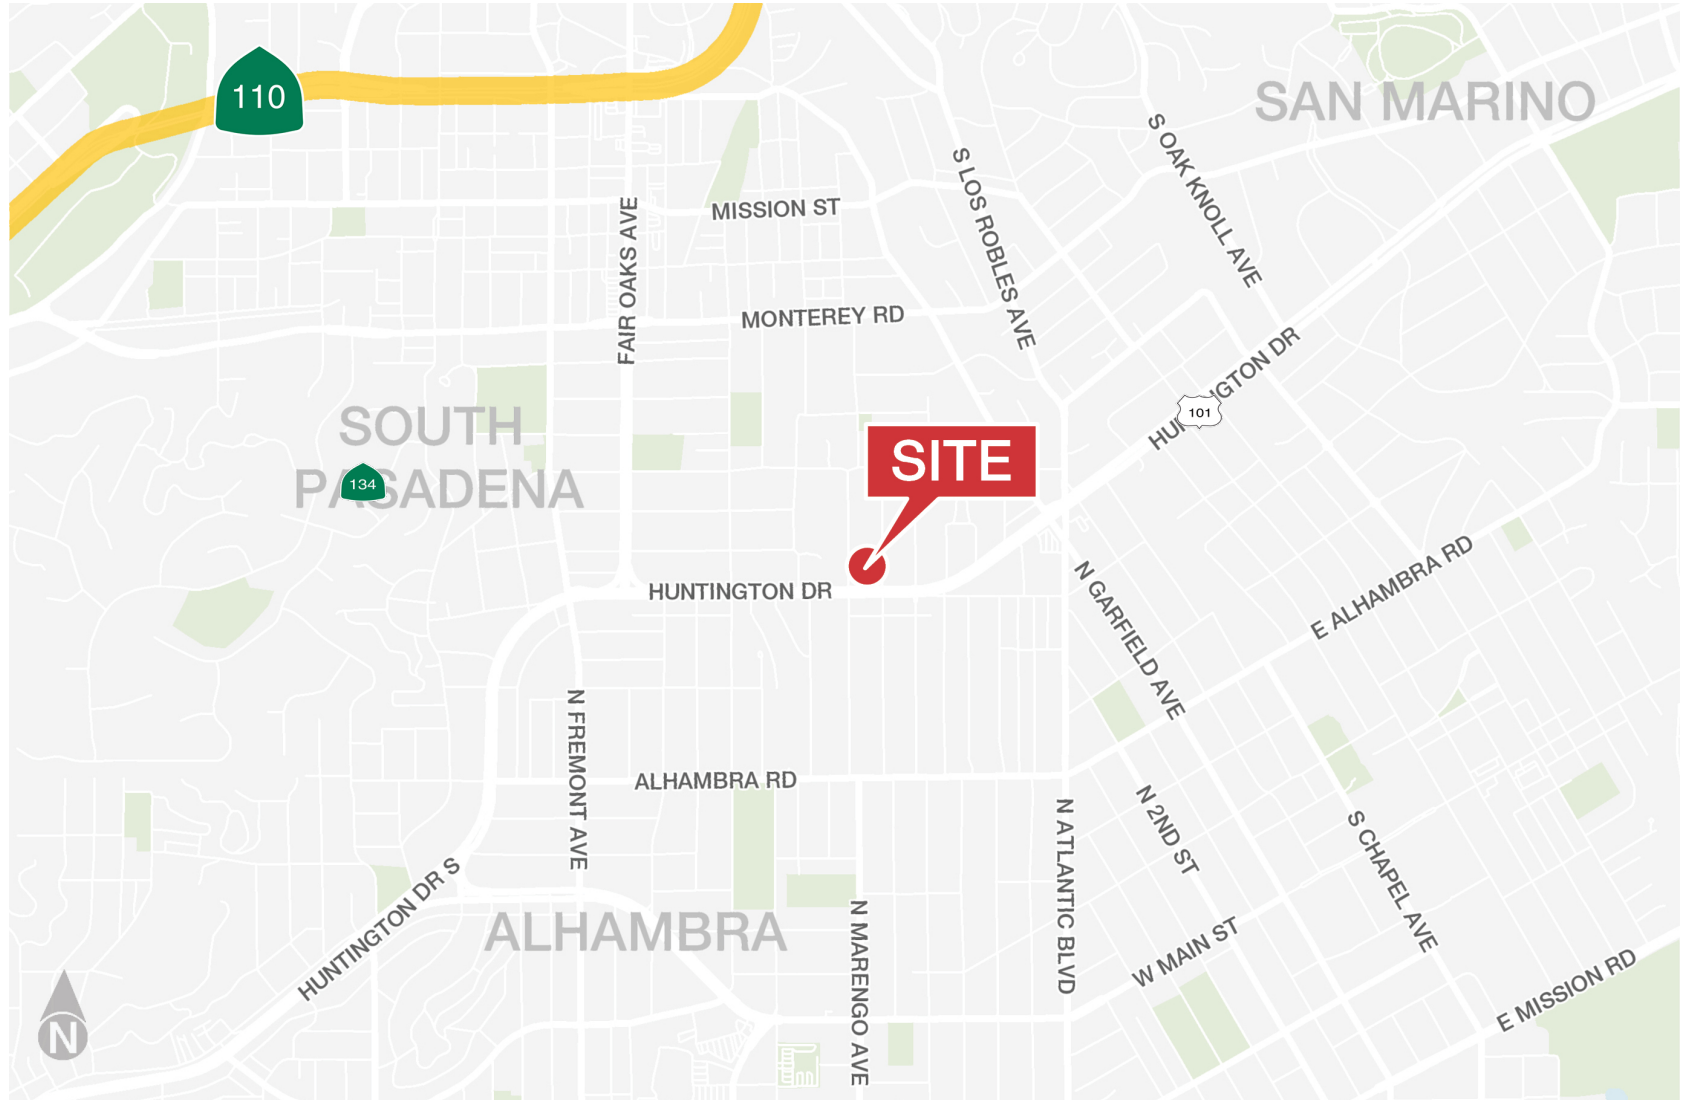 110
SAN MARINO
S OAK KNOLL AVE
S LOS ROBLES AVE
MISSION ST
FAIR OAKS AVE
MONTEREY RD
HUNTINGTON DR
101
SOUTH
PASADENA
134
SITE
HUNTINGTON DR
N GARFIELD AVE
E ALHAMBRA RD
N FREMONT AVE
ALHAMBRA RD
N ATLANTIC BLVD
N 2ND ST
S CHAPEL AVE
HUNTINGTON DR S
ALHAMBRA
N MARENGO AVE
W MAIN ST
E MISSION RD
N